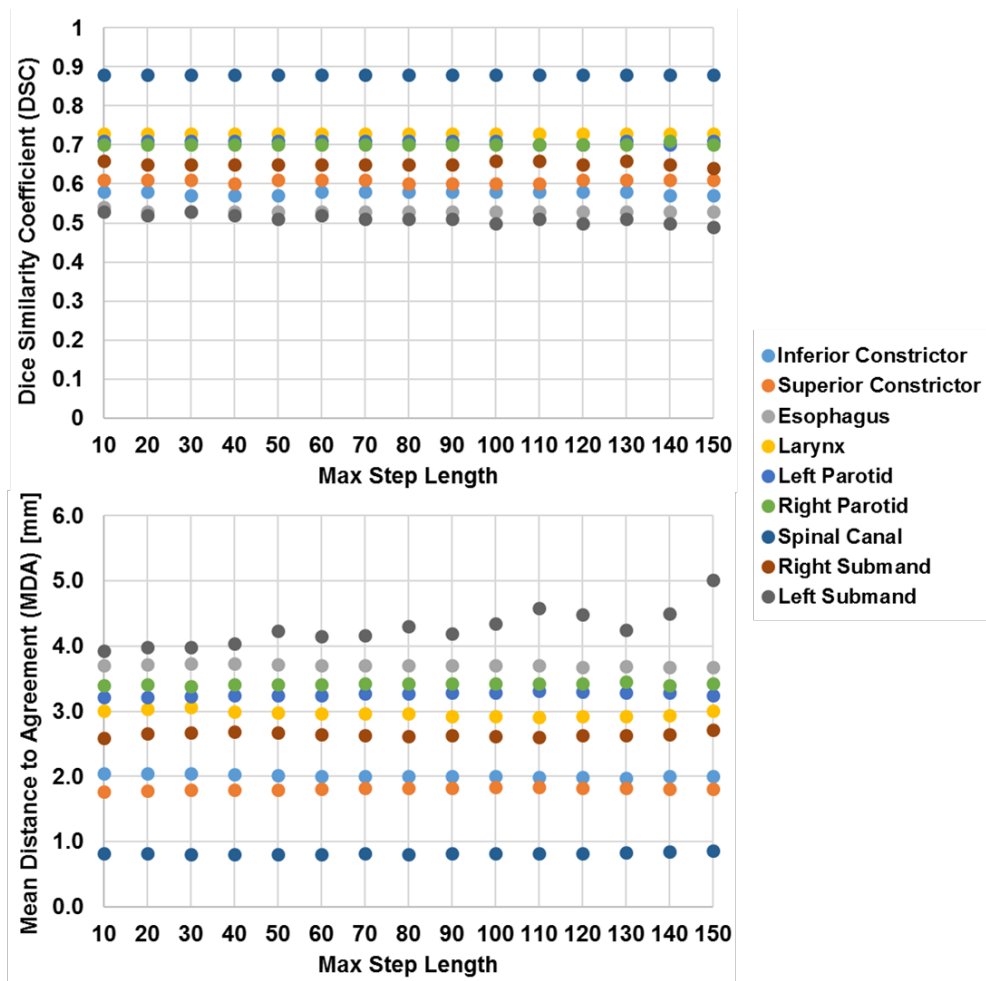 1
0.9
0.8
0.7
0.6
0.5
0.4
0.3
0.2
0.1
0
Dice Similarity Coefficient (DSC)
10 20 30 40 50 60 70 80 90 100 110 120 130 140 150
Max Step Length
6.0
5.0
4.0
3.0
2.0
1.0
0.0
Mean Distance to Agreement (MDA) [mm]
10 20 30 40 50 60 70 80 90 100 110 120 130 140 150
Max Step Length
Inferior Constrictor
Superior Constrictor
Esophagus
Larynx
Left Parotid
Right Parotid
Spinal Canal
Right Submand
Left Submand